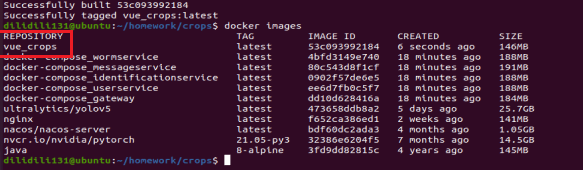 Successfully built 53c093992184
Successfully tagged vue_crops:latest
dilidili131@ubuntu:~/homework/crops$ docker images
REPOSITORY TAG IMAGE ID CREATED SIZE
vue_crops latest 53c093992184 6 seconds ago 146MB
docker-compose_wormservice latest 4bfd3149e740 18 minutes ago 188MB
docker-compose_messageservice latest 80c543d8f1cf 18 minutes ago 191MB
docker-compose_identificationservice latest 0902f57de6e5 18 minutes ago 188MB
docker-compose_userservice latest ee6d7fb0c5f7 18 minutes ago 188MB
docker-compose_gateway latest dd10d628416a 18 minutes ago 184MB
ultralytics/yolov5 latest 473658ddb8a2 5 days ago 25.7GB
nginx latest f652ca386ed1 2 weeks ago 141MB
nacos/nacos-server latest bdf60dc2ada3 4 months ago 1.05GB
nvcr.io/nvidia/pytorch 21.05-py3 32386e6204f5 7 months ago 14.5GB
java 8-alpine 3fd9dd82815c 4 years ago 145MB
dilidili131@ubuntu:~/homework/crops$